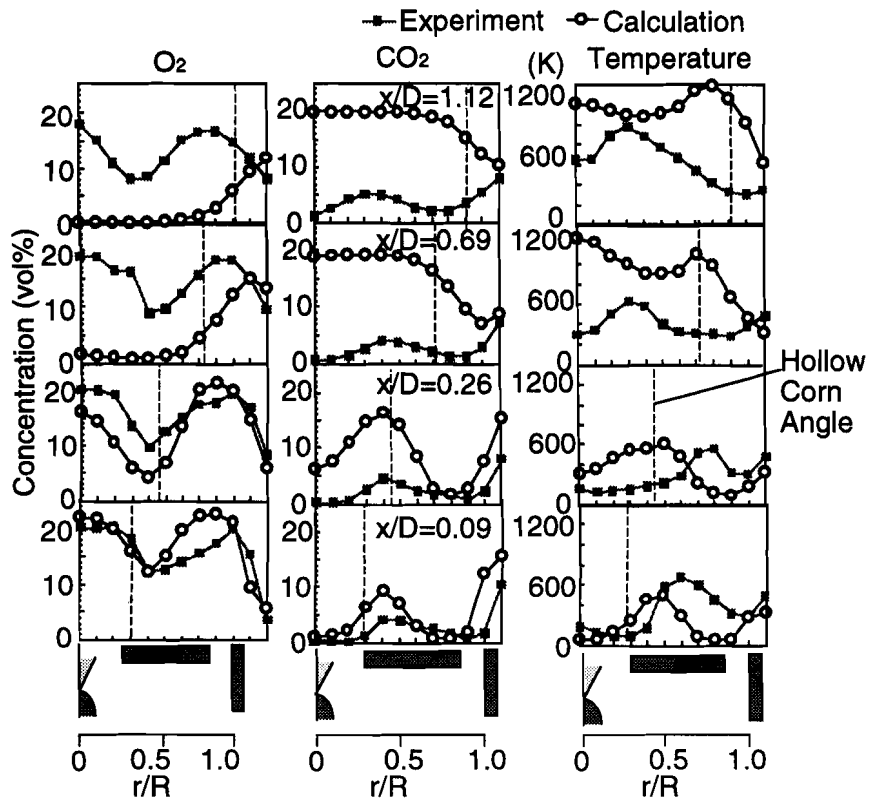 Experiment Calculation
O2 CO2 (K) Temperature
Concentration (vol%)
20
10
0
x/D=1.12
1200
600
0
20
10
0
20
10
0
x/D=0.69
1200
600
0
20
10
0
20
10
0
x/D=0.26
1200
600
0
Hollow
Corn
Angle
20
10
0
20
10
0
x/D=0.09
1200
600
0
20
10
0
0 0.5 1.0
r/R
0 0.5 1.0
r/R
0 0.5 1.0
r/R